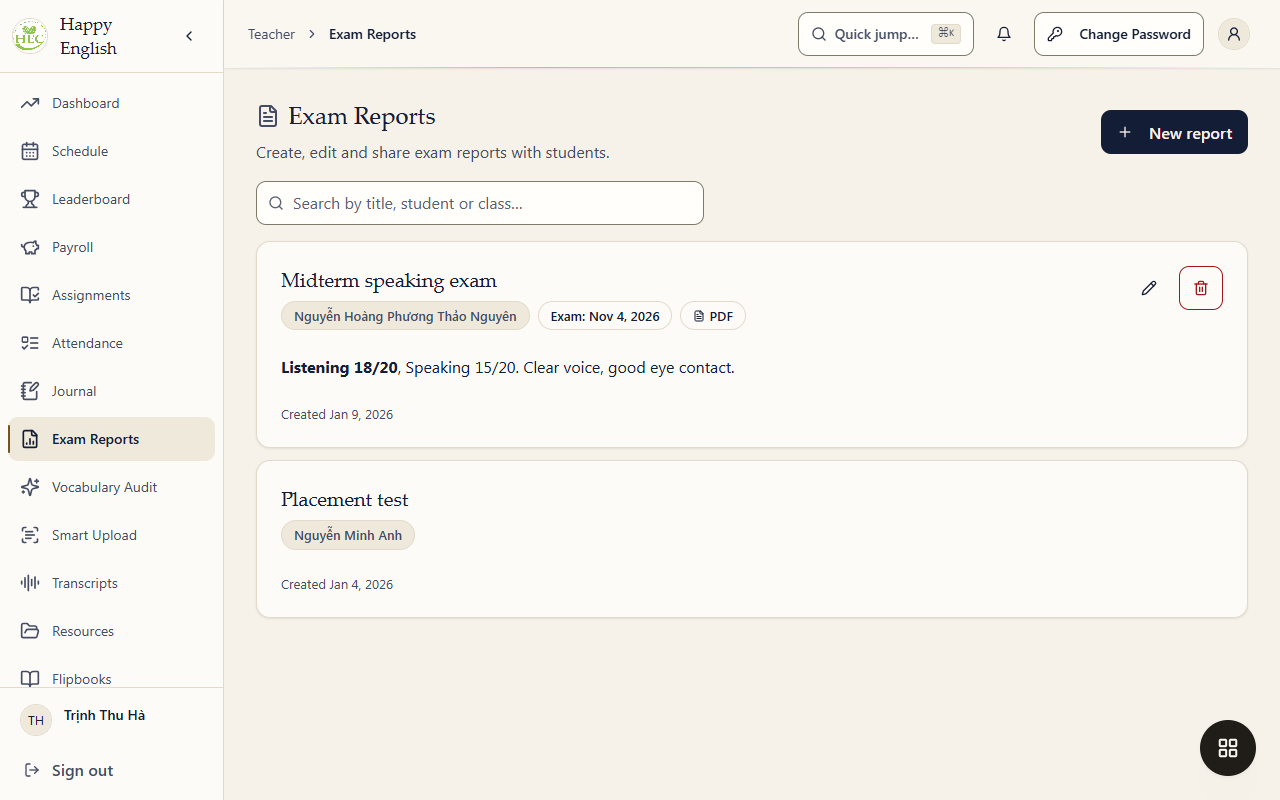 HEC
Happy
English
Teacher
Exam Reports
Quick jump...
⌘K
Change Password
Dashboard
Schedule
Leaderboard
Payroll
Assignments
Attendance
Journal
Exam Reports
Vocabulary Audit
Smart Upload
Transcripts
Resources
Flipbooks
TH
Trịnh Thu Hà
Sign out
Exam Reports
Create, edit and share exam reports with students.
New report
Search by title, student or class...
Midterm speaking exam
Nguyễn Hoàng Phương Thảo Nguyên
Exam: Nov 4, 2026
PDF
Listening 18/20, Speaking 15/20. Clear voice, good eye contact.
Created Jan 9, 2026
Placement test
Nguyễn Minh Anh
Created Jan 4, 2026